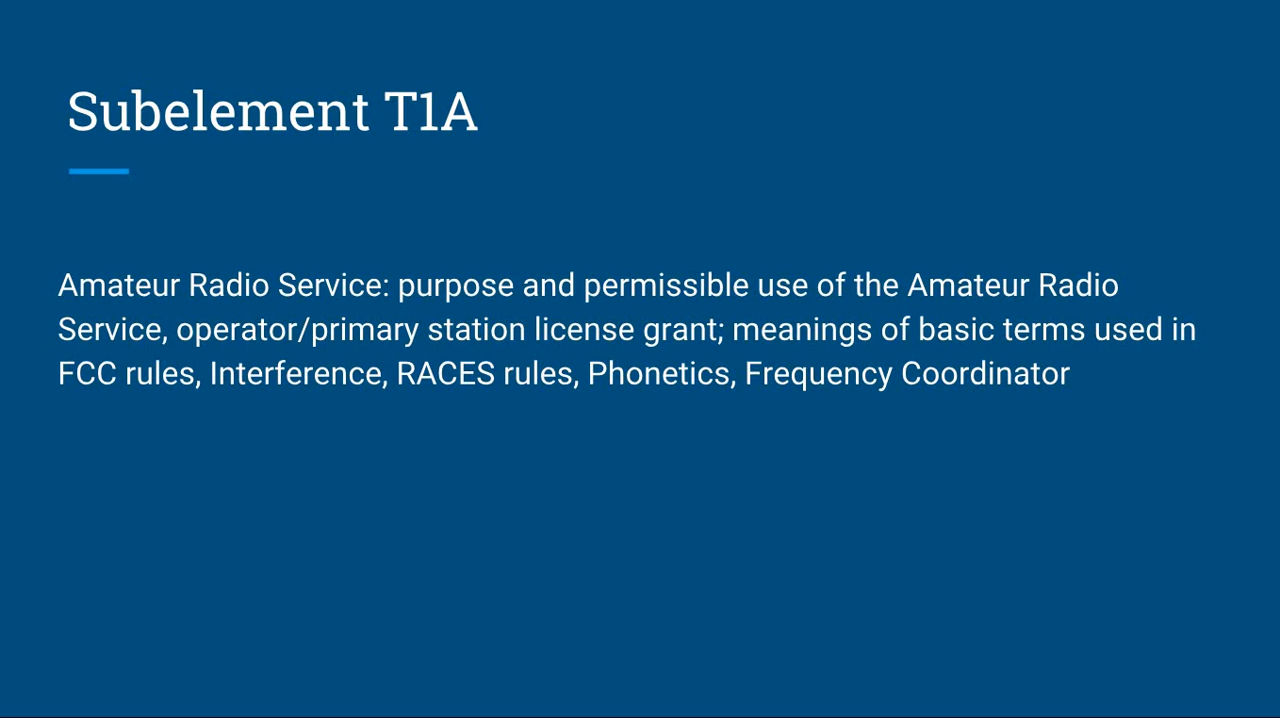 Subelement T1A
Amateur Radio Service: purpose and permissible use of the Amateur Radio
Service, operator/primary station license grant; meanings of basic terms used in
FCC rules, Interference, RACES rules, Phonetics, Frequency Coordinator